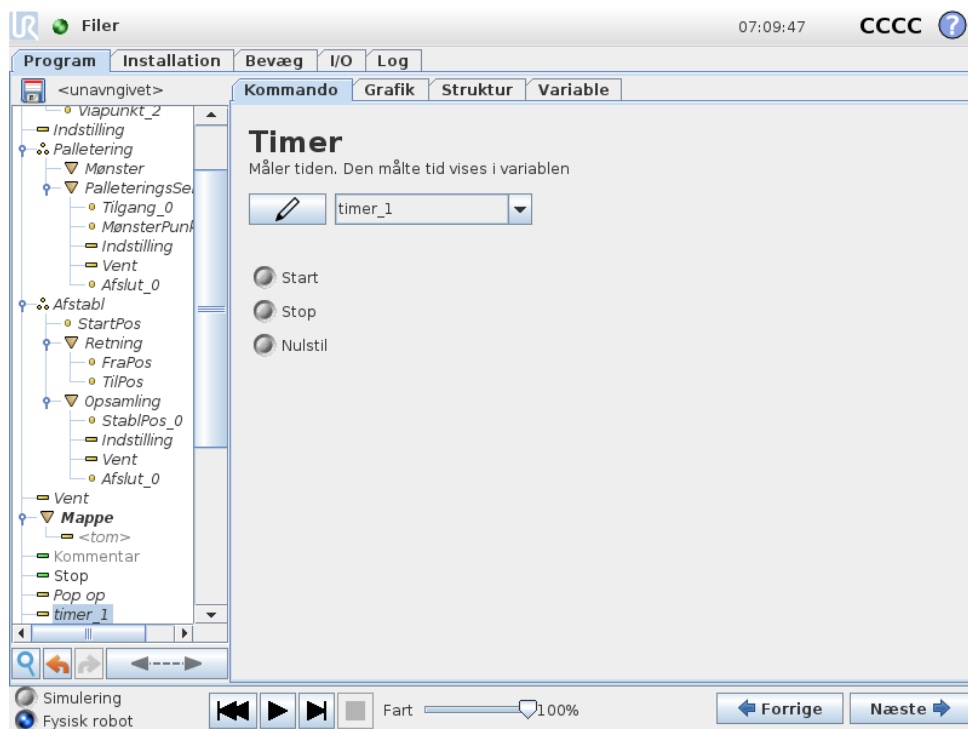 UR Filer 07:09:47 CCCC ?
Program Installation Bevæg I/O Log
<unavngivet>
Kommando Grafik Struktur Variable
Viapunkt_2
Indstilling
Palletering
Mønster
PalleteringsSe
Tilgang_0
MønsterPunk
Indstilling
Vent
Afslut_0
Afstabl
StartPos
Retning
FraPos
TilPos
Opsamling
StablPos_0
Indstilling
Vent
Afslut_0
Vent
Mappe
<tom>
Kommentar
Stop
Pop op
timer_1
Timer
Måler tiden. Den målte tid vises i variablen
timer_1
Start
Stop
Nulstil
Simulering
Fysisk robot
Fart 100%
Forrige Næste